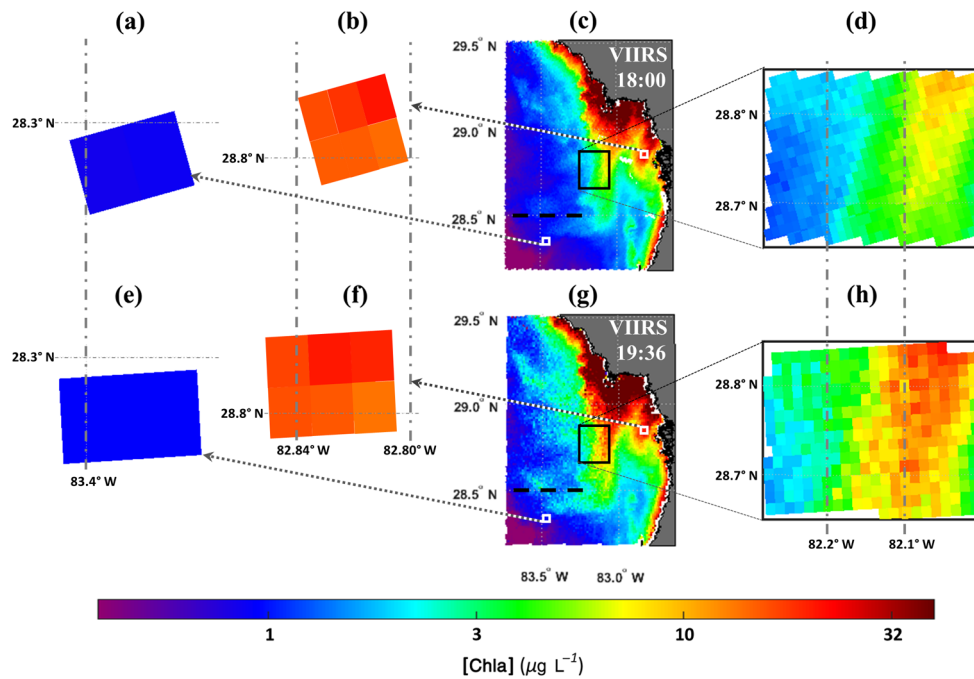 (a)
(b)
(c)
(d)
29.5° N
VIIRS
18:00
28.3° N
28.8° N
29.0° N
28.5° N
28.8° N
28.7° N
(e)
(f)
(g)
(h)
29.5° N
VIIRS
19:36
28.3° N
28.8° N
29.0° N
28.5° N
28.8° N
28.7° N
83.4° W
82.84° W
82.80° W
83.5° W
83.0° W
82.2° W
82.1° W
1
3
10
32
[Chla] (μg L⁻¹)